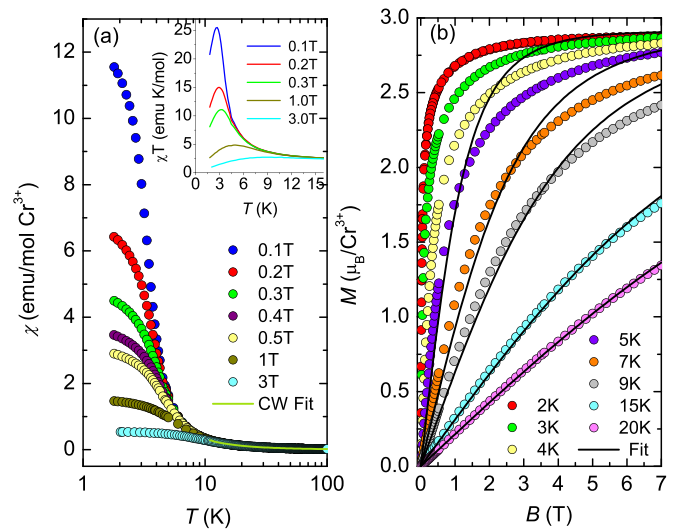 (a)
χ (emu/mol Cr³⁺)
12
10
8
6
4
2
0
1
10
100
T (K)
0.1T
0.2T
0.3T
0.4T
0.5T
1T
3T
CW Fit
χT (emu K/mol)
25
20
15
10
5
0
0
3
6
9
12
15
T (K)
0.1T
0.2T
0.3T
1.0T
3.0T
(b)
M (μB/Cr³⁺)
3.0
2.5
2.0
1.5
1.0
0.5
0.0
0
1
2
3
4
5
6
7
B (T)
2K
3K
4K
5K
7K
9K
15K
20K
Fit